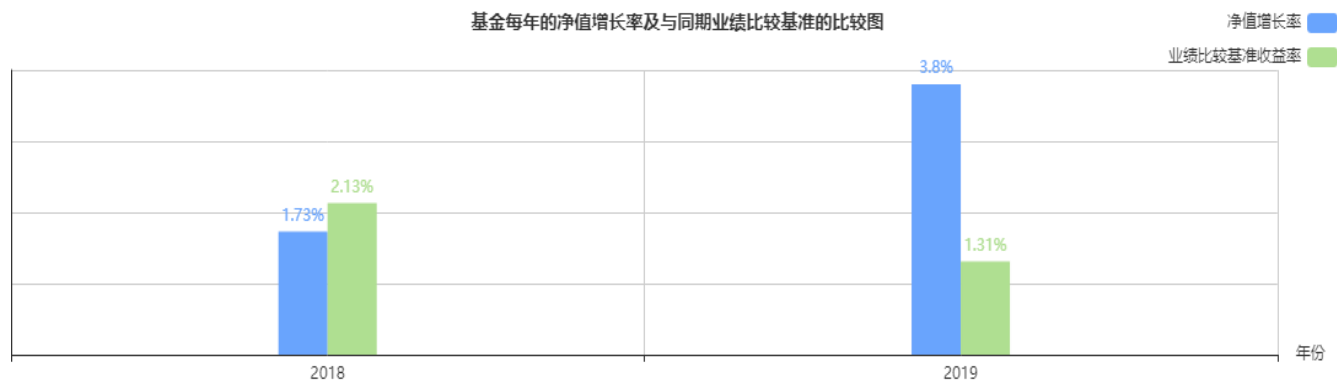 基金每年的净值增长率及与同期业绩比较基准的比较图
净值增长率
业绩比较基准收益率
3.8%
2.13%
1.73%
1.31%
年份
2018
2019